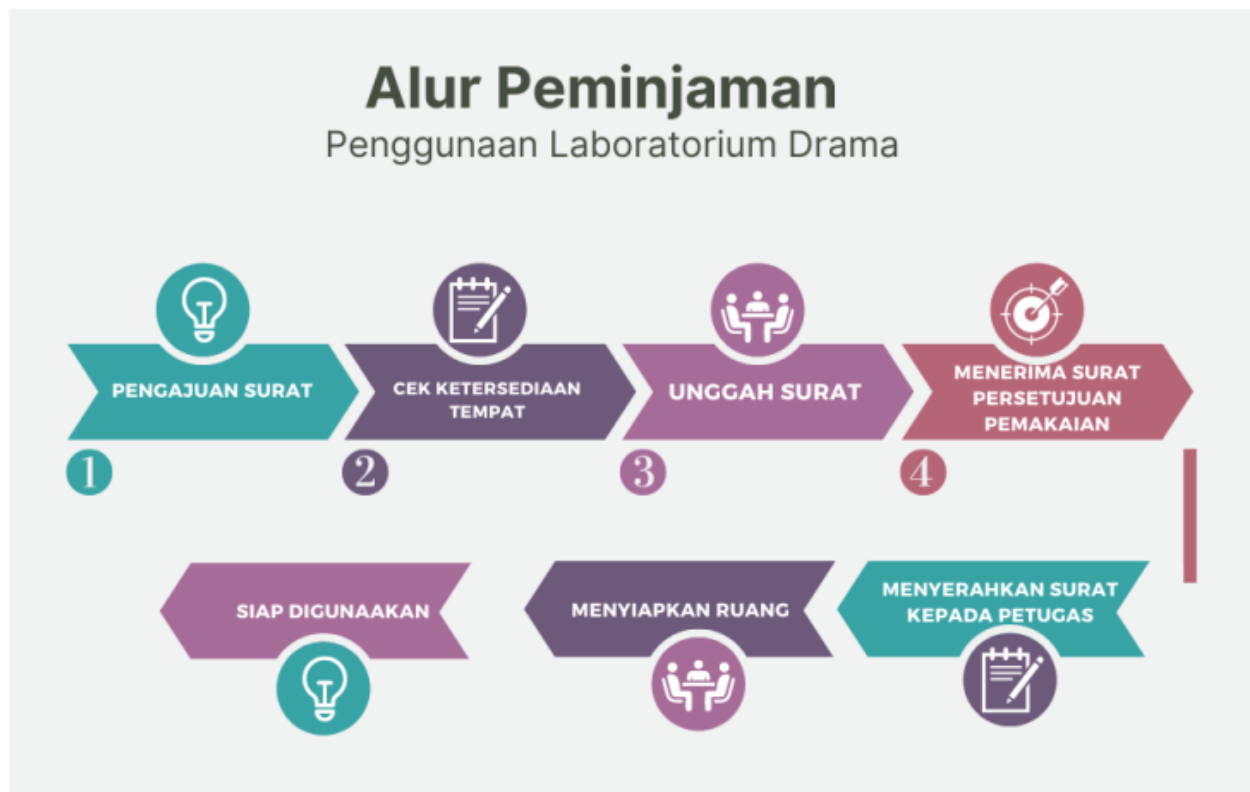 Alur Peminjaman
Penggunaan Laboratorium Drama
PENGAJUAN SURAT
1
CEK KETERSEDIAAN
TEMPAT
2
UNGGAH SURAT
3
MENERIMA SURAT
PERSETUJUAN
PEMAKAIAN
4
MENYERAHKAN SURAT
KEPADA PETUGAS
MENYIAPKAN RUANG
SIAP DIGUNAAKAN